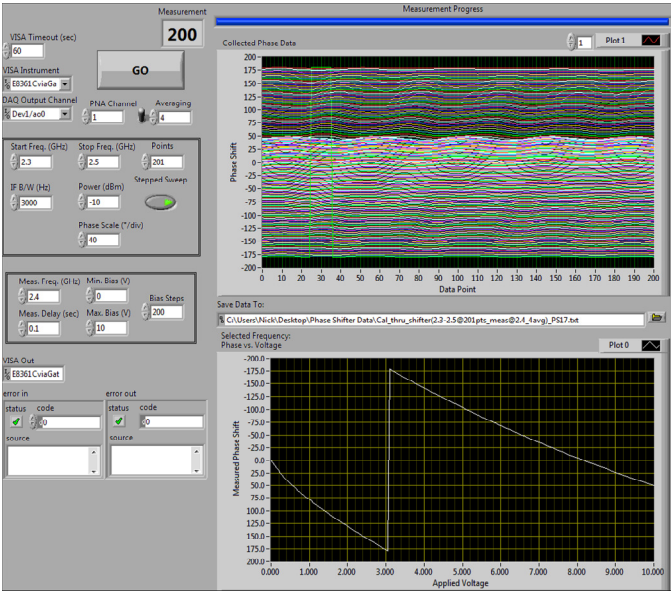 Measurement
200
Measurement Progress
VISA Timeout (sec)
60
GO
VISA Instrument
E8361CviaGa
DAQ Output Channel
Dev1/ao0
PNA Channel
1
Averaging
4
Start Freq. (GHz) Stop Freq. (GHz) Points
2.3 2.5 201
IF B/W (Hz) Power (dBm) Stepped Sweep
3000 -10
Phase Scale (°/div)
40
Meas. Freq. (GHz) Min. Bias (V)
2.4 0
Bias Steps
200
Meas. Delay (sec) Max. Bias (V)
0.1 10
VISA Out
E8361CviaGat
error in error out
status code status code
0 0
source source
Collected Phase Data
1 Plot 1
Phase Shift
200
175
150
125
100
75
50
25
0
-25
-50
-75
-100
-125
-150
-175
-200
0 10 20 30 40 50 60 70 80 90 100 110 120 130 140 150 160 170 180 190 200
Data Point
Save Data To:
C:\Users\Nick\Desktop\Phase Shifter Data\Cal_thru_shifter(2.3-2.5@201pts_meas@2.4_4avg)_PS17.txt
Selected Frequency:
Phase vs. Voltage
Plot 0
Measured Phase Shift
-200.0
-175.0
-150.0
-125.0
-100.0
-75.0
-50.0
-25.0
0.0
25.0
50.0
75.0
100.0
125.0
150.0
175.0
200.0
0.000 1.000 2.000 3.000 4.000 5.000 6.000 7.000 8.000 9.000 10.000
Applied Voltage